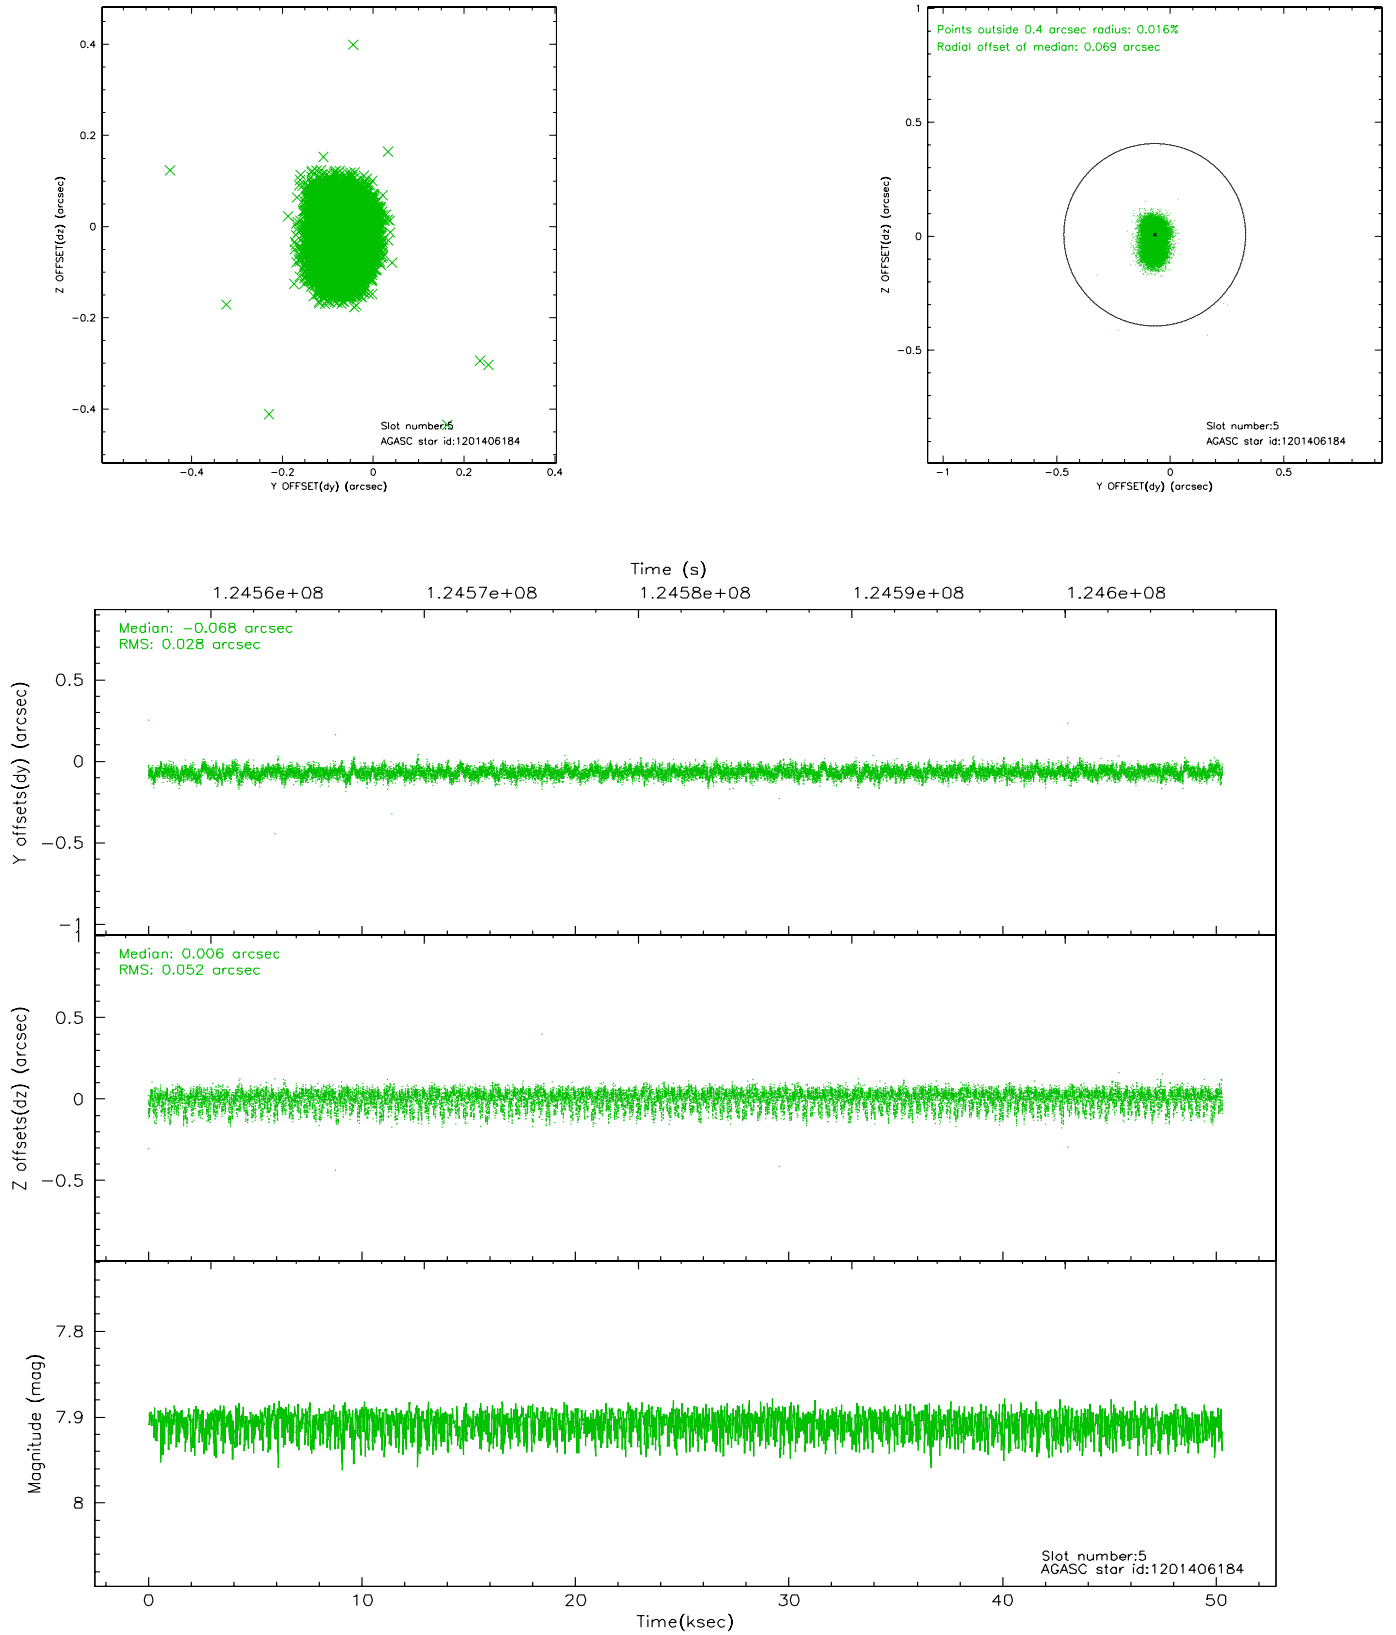 0.4
0.2
0
-0.2
-0.4
Z OFFSET(dz) (arcsec)
Slot number:5
AGASC star id:1201406184
-0.4 -0.2 0 0.2 0.4
Y OFFSET(dy) (arcsec)
1
0.5
0
-0.5
Z OFFSET(dz) (arcsec)
Points outside 0.4 arcsec radius: 0.016%
Radial offset of median: 0.069 arcsec
Slot number:5
AGASC star id:1201406184
-1 -0.5 0 0.5
Y OFFSET(dy) (arcsec)
Time (s)
1.2456e+08 1.2457e+08 1.2458e+08 1.2459e+08 1.246e+08
Median: -0.068 arcsec
RMS: 0.028 arcsec
0.5
0
-0.5
-1
Y offsets(dy) (arcsec)
1
Median: 0.006 arcsec
RMS: 0.052 arcsec
0.5
0
-0.5
Z offsets(dz) (arcsec)
7.8
7.9
8
Magnitude (mag)
Slot number:5
AGASC star id:1201406184
0 10 20 30 40 50
Time(ksec)